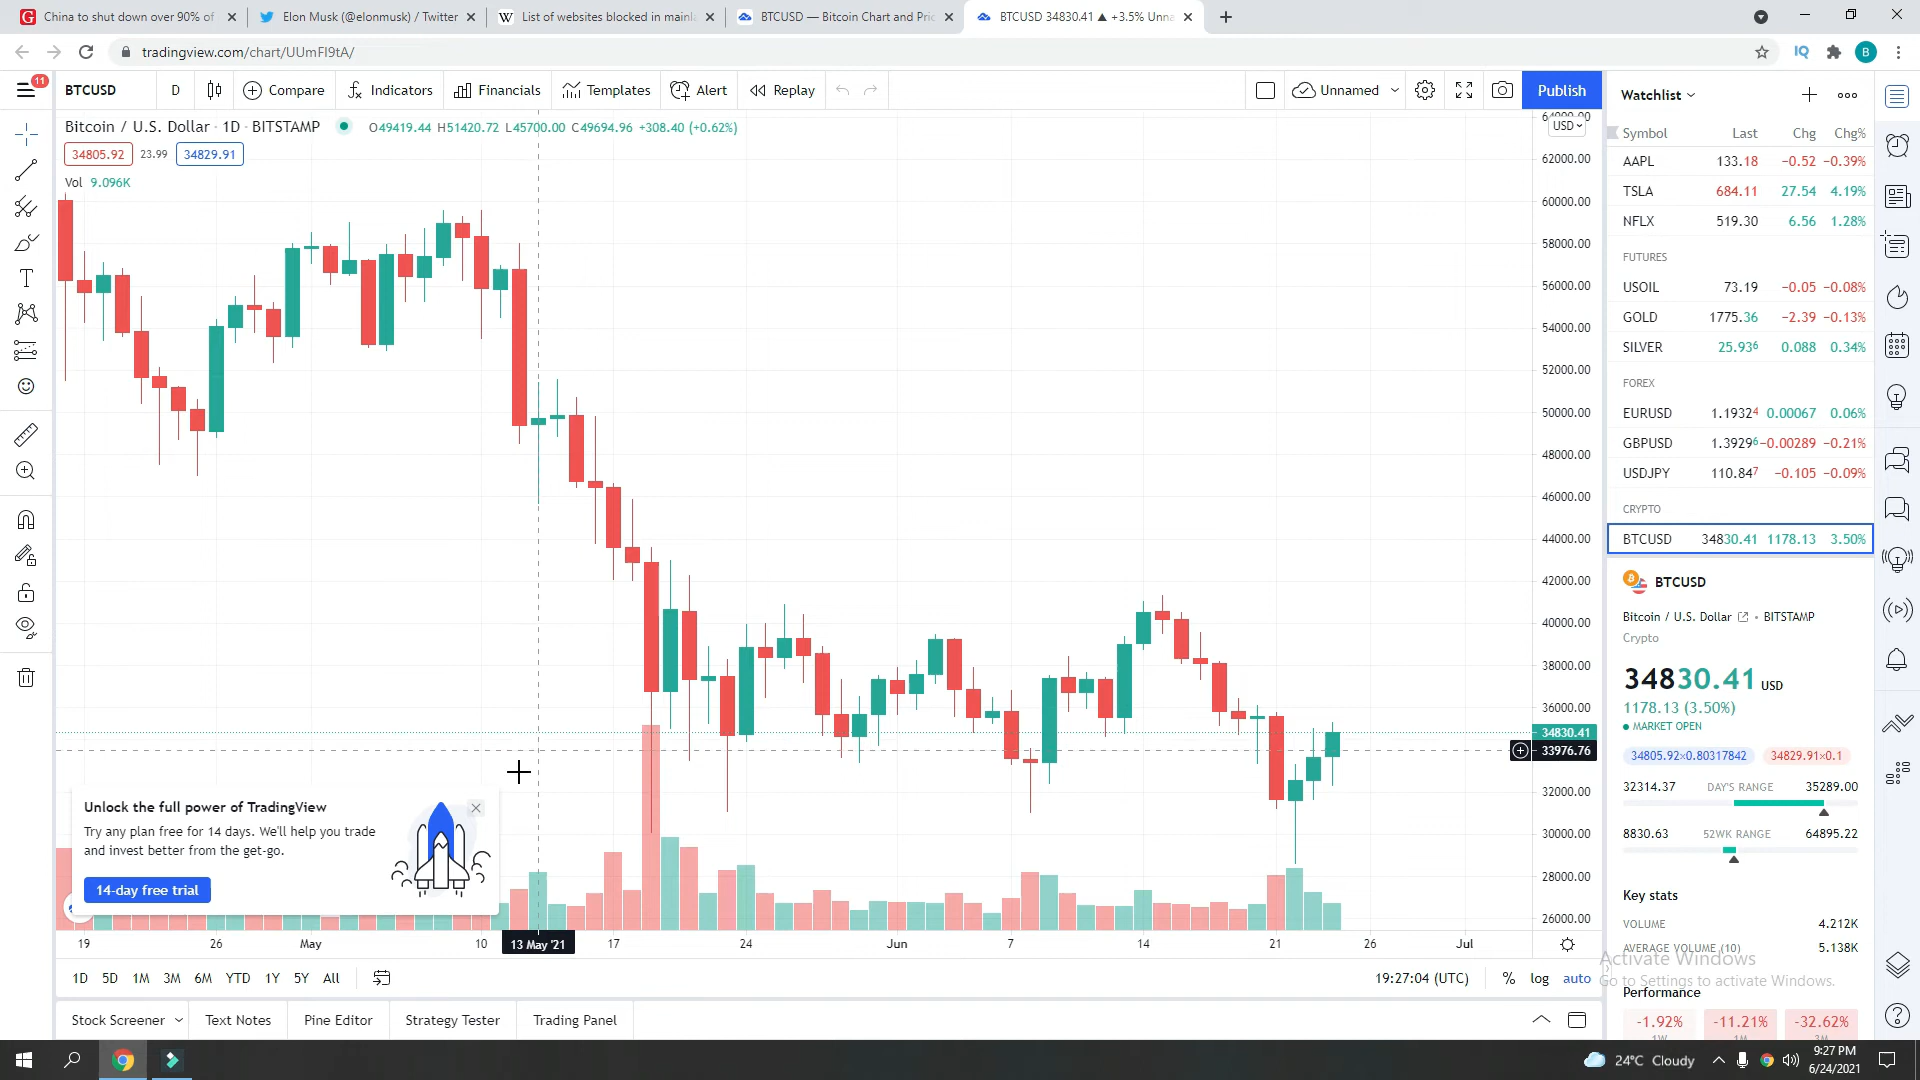 China to shut down over 90% of
Elon Musk (@elonmusk) / Twitter
List of websites blocked in mainl
BTCUSD — Bitcoin Chart and Pric
BTCUSD 34830.41 ▲ +3.5% Unna
tradingview.com/chart/UUmFI9tA/
B
11
BTCUSD
D
Compare
Indicators
Financials
Templates
Alert
Replay
Unnamed
Publish
Bitcoin / U.S. Dollar · 1D · BITSTAMP
O49419.44 H51420.72 L45700.00 C49694.96 +308.40 (+0.62%)
34805.92
23.99
34829.91
Vol 9.096K
USD
64000.00
62000.00
60000.00
58000.00
56000.00
54000.00
52000.00
50000.00
48000.00
46000.00
44000.00
42000.00
40000.00
38000.00
36000.00
34830.41
33976.76
32000.00
30000.00
28000.00
26000.00
Unlock the full power of TradingView
Try any plan free for 14 days. We'll help you trade
and invest better from the get-go.
14-day free trial
19 26 May 10 13 May '21 17 24 Jun 7 14 21 26 Jul
1D 5D 1M 3M 6M YTD 1Y 5Y All
19:27:04 (UTC) % log auto
Stock Screener Text Notes Pine Editor Strategy Tester Trading Panel
Watchlist
Symbol Last Chg Chg%
AAPL 133.18 −0.52 −0.39%
TSLA 684.11 27.54 4.19%
NFLX 519.30 6.56 1.28%
FUTURES
USOIL 73.19 −0.05 −0.08%
GOLD 1775.36 −2.39 −0.13%
SILVER 25.936 0.088 0.34%
FOREX
EURUSD 1.19324 0.00067 0.06%
GBPUSD 1.39296 −0.00289 −0.21%
USDJPY 110.847 −0.105 −0.09%
CRYPTO
BTCUSD 34830.41 1178.13 3.50%
BTCUSD
Bitcoin / U.S. Dollar • BITSTAMP
Crypto
34830.41 USD
1178.13 (3.50%)
MARKET OPEN
34805.92×0.80317842 34829.91×0.1
32314.37 DAY'S RANGE 35289.00
8830.63 52WK RANGE 64895.22
Key stats
VOLUME 4.212K
AVERAGE VOLUME (10) 5.138K
Activate Windows
Go to Settings to activate Windows.
Performance
-1.92% -11.21% -32.62%
1W 1M 3M
24°C Cloudy
9:27 PM
6/24/2021